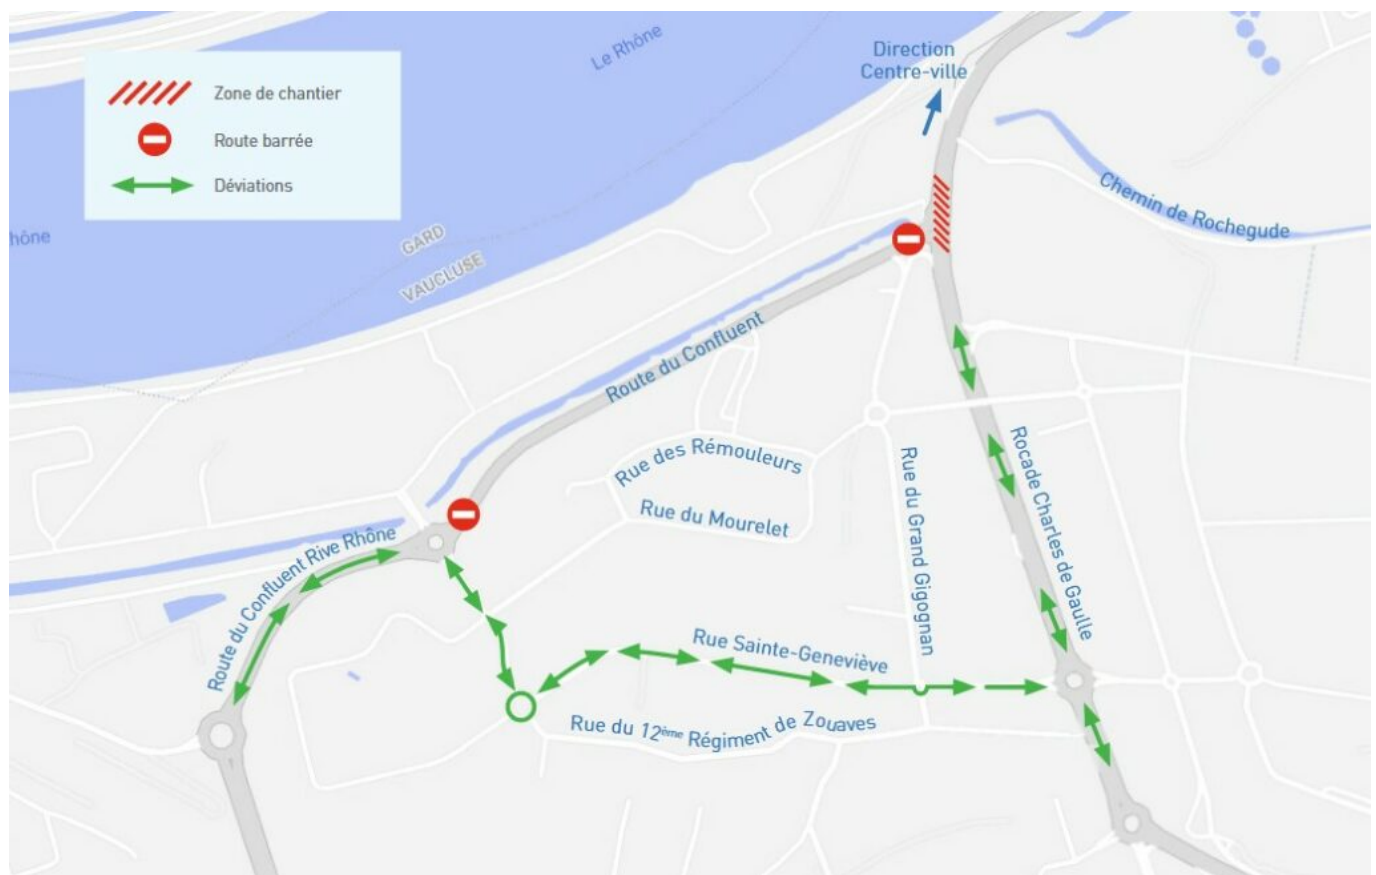 Le Rhône
Direction
Centre-ville
Zone de chantier
Route barrée
Déviations
hône
GARD
VAUCLUSE
Chemin de Rochegude
Route du Confluent
Rue des Rémouleurs
Rue du Mourelet
Rue du Grand Gigognan
Rocade Charles de Gaulle
Route du Confluent Rive Rhône
Rue Sainte-Geneviève
Rue du 12ème Régiment de Zouaves